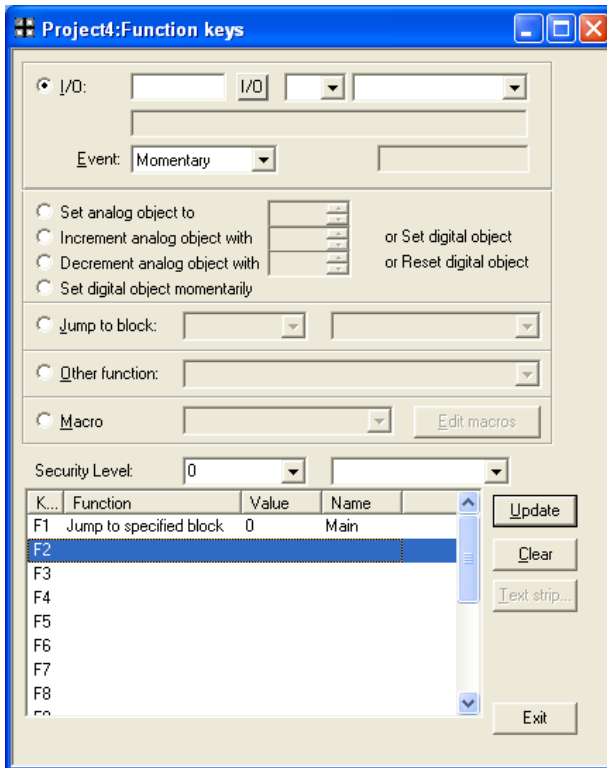 Project4:Function keys
I/O: I/O
Event: Momentary
Set analog object to
Increment analog object with or Set digital object
Decrement analog object with or Reset digital object
Set digital object momentarily
Jump to block:
Other function:
Macro Edit macros
Security Level: 0
K... Function Value Name
F1 Jump to specified block 0 Main
F2
F3
F4
F5
F6
F7
F8
Update
Clear
Text strip...
Exit